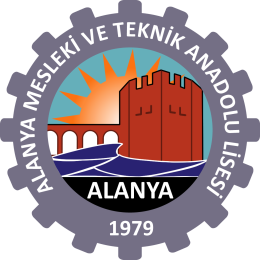 ALANYA MESLEKİ VE TEKNİK ANADOLU LİSESİ
ALANYA
1979